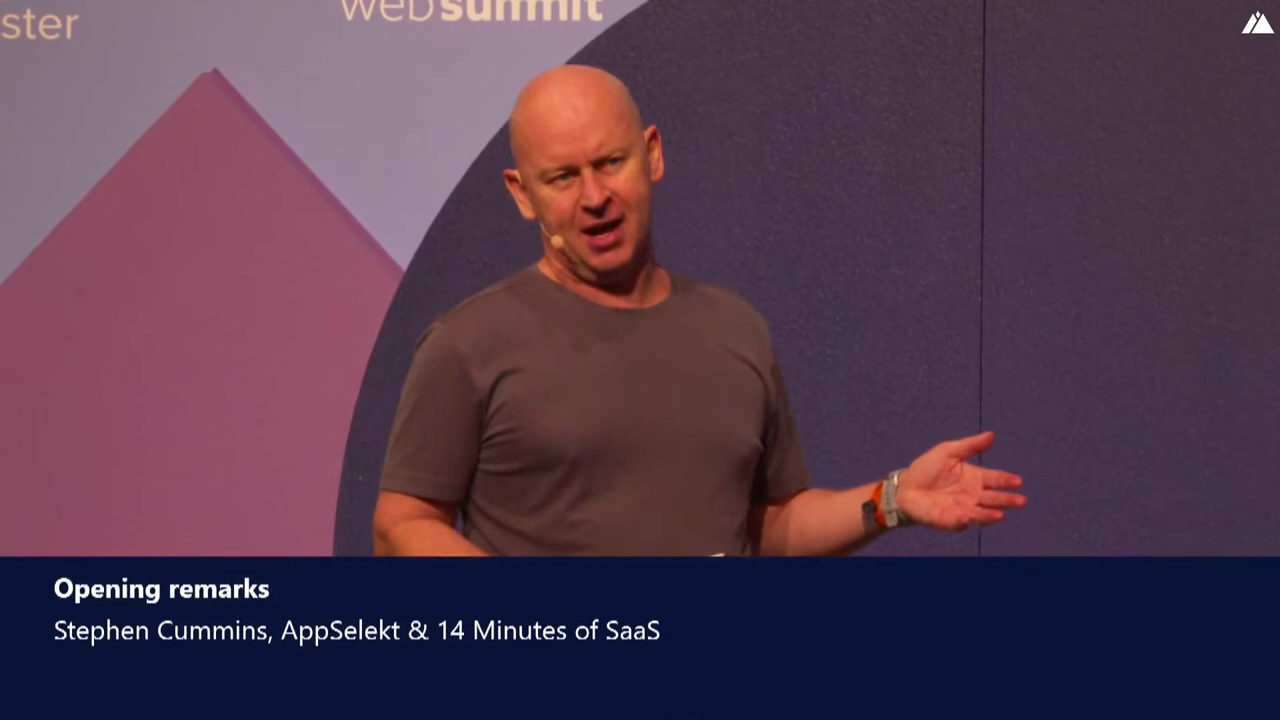 ster
websummit
Opening remarks
Stephen Cummins, AppSelekt & 14 Minutes of SaaS